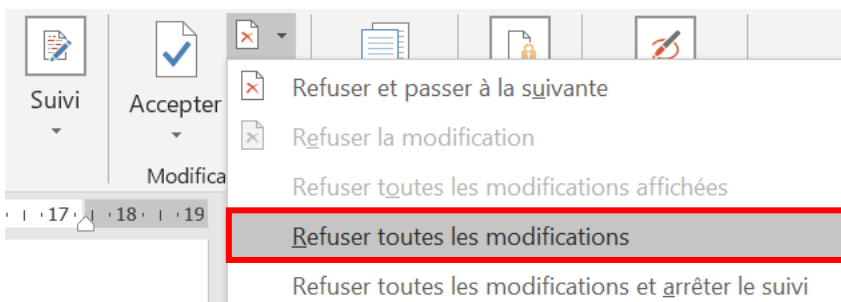 Suivi
Accepter
Modifica
Refuser et passer à la suivante
Refuser la modification
Refuser toutes les modifications affichées
Refuser toutes les modifications
Refuser toutes les modifications et arrêter le suivi
17 18 19